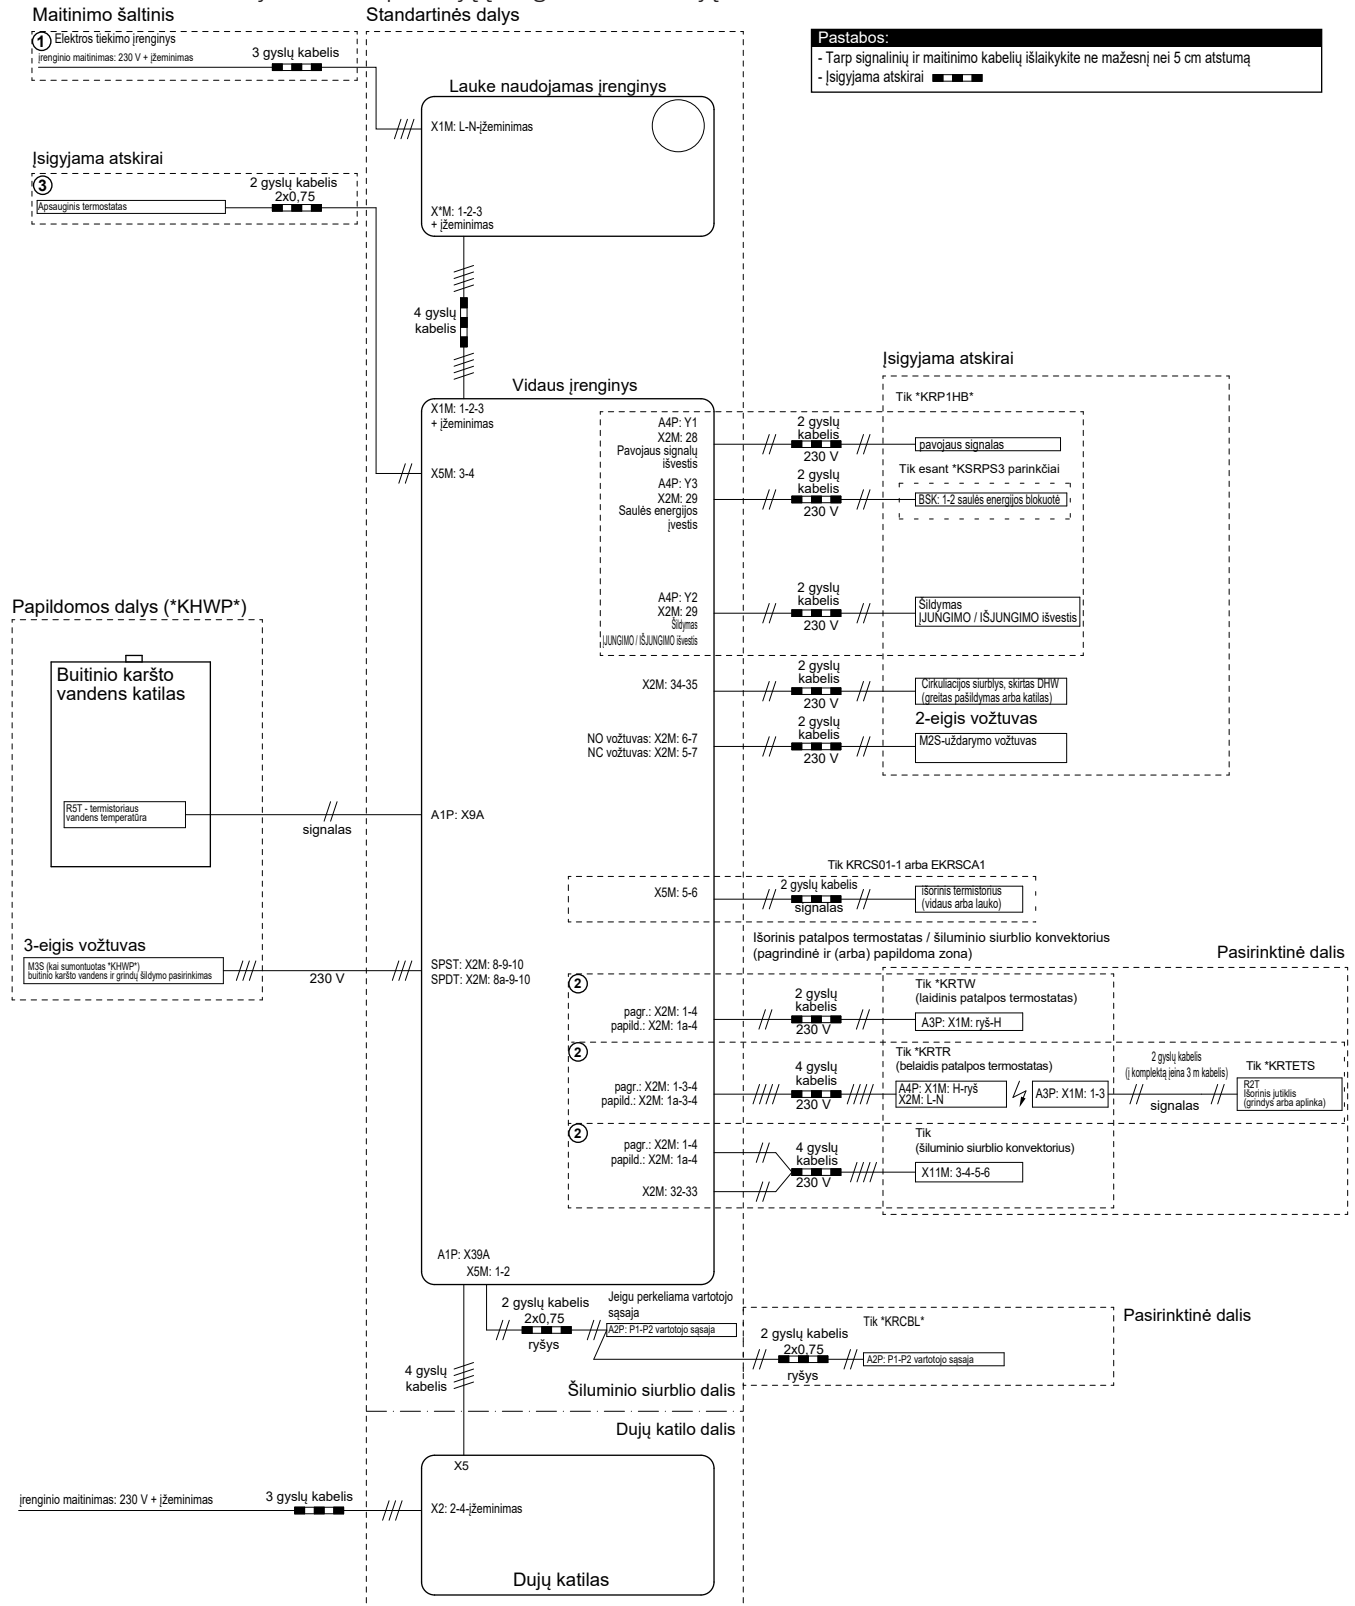 Maitinimo šaltinis
Standartinės dalys
① Elektros tiekimo įrenginys
įrenginio maitinimas: 230 V + įžeminimas
3 gyslų kabelis
Pastabos:
- Tarp signalinių ir maitinimo kabelių išlaikykite ne mažesnį nei 5 cm atstumą
- Įsigyjama atskirai
Lauke naudojamas įrenginys
X1M: L-N-įžeminimas
X*M: 1-2-3
+ įžeminimas
Įsigyjama atskirai
③
Apsauginis termostatas
2 gyslų kabelis
2x0,75
4 gyslų
kabelis
Vidaus įrenginys
X1M: 1-2-3
+ įžeminimas
X5M: 3-4
Įsigyjama atskirai
Tik *KRP1HB*
A4P: Y1
X2M: 28
Pavojaus signalų
išvestis
2 gyslų
kabelis
230 V
pavojaus signalas
Tik esant *KSRPS3 parinkčiai
A4P: Y3
X2M: 29
Saulės energijos
įvestis
2 gyslų
kabelis
230 V
BSK: 1-2 saulės energijos blokuotė
A4P: Y2
X2M: 29
Šildymas
ĮJUNGIMO / IŠJUNGIMO išvestis
2 gyslų
kabelis
230 V
Šildymas
ĮJUNGIMO / IŠJUNGIMO išvestis
X2M: 34-35
2 gyslų
kabelis
230 V
Cirkuliacijos siurblys, skirtas DHW
(greitas pašildymas arba katilas)
2-eigis vožtuvas
NO vožtuvas: X2M: 6-7
NC vožtuvas: X2M: 5-7
2 gyslų
kabelis
230 V
M2S-uždarymo vožtuvas
Papildomos dalys (*KHWP*)
Buitinio karšto
vandens katilas
R5T - termistoriaus
vandens temperatūra
signalas
A1P: X9A
3-eigis vožtuvas
M3S (kai sumontuotas *KHWP*)
buitinio karšto vandens ir grindų šildymo pasirinkimas
230 V
SPST: X2M: 8-9-10
SPDT: X2M: 8a-9-10
Tik KRCS01-1 arba EKRSCA1
X5M: 5-6
2 gyslų kabelis
signalas
išorinis termistorius
(vidaus arba lauko)
Išorinis patalpos termostatas / šiluminio siurblio konvektorius
(pagrindinė ir (arba) papildoma zona)
Pasirinktinė dalis
②
pagr.: X2M: 1-4
papild.: X2M: 1a-4
2 gyslų
kabelis
230 V
Tik *KRTW
(laidinis patalpos termostatas)
A3P: X1M: ryš-H
②
pagr.: X2M: 1-3-4
papild.: X2M: 1a-3-4
4 gyslų
kabelis
230 V
Tik *KRTR
(belaidis patalpos termostatas)
A4P: X1M: H-ryš
X2M: L-N
A3P: X1M: 1-3
2 gyslų kabelis
(į komplektą įeina 3 m kabelis)
signalas
Tik *KRTETS
R2T
Išorinis jutiklis
(grindys arba aplinka)
②
pagr.: X2M: 1-4
papild.: X2M: 1a-4
X2M: 32-33
4 gyslų
kabelis
230 V
Tik
(šiluminio siurblio konvektorius)
X11M: 3-4-5-6
A1P: X39A
X5M: 1-2
2 gyslų kabelis
2x0,75
ryšys
Jeigu perkeliama vartotojo
sąsaja
A2P: P1-P2 vartotojo sąsaja
Pasirinktinė dalis
Tik *KRCBL*
2 gyslų kabelis
2x0,75
ryšys
A2P: P1-P2 vartotojo sąsaja
4 gyslų
kabelis
Šiluminio siurblio dalis
Dujų katilo dalis
X5
įrenginio maitinimas: 230 V + įžeminimas
3 gyslų kabelis
X2: 2-4-įžeminimas
Dujų katilas